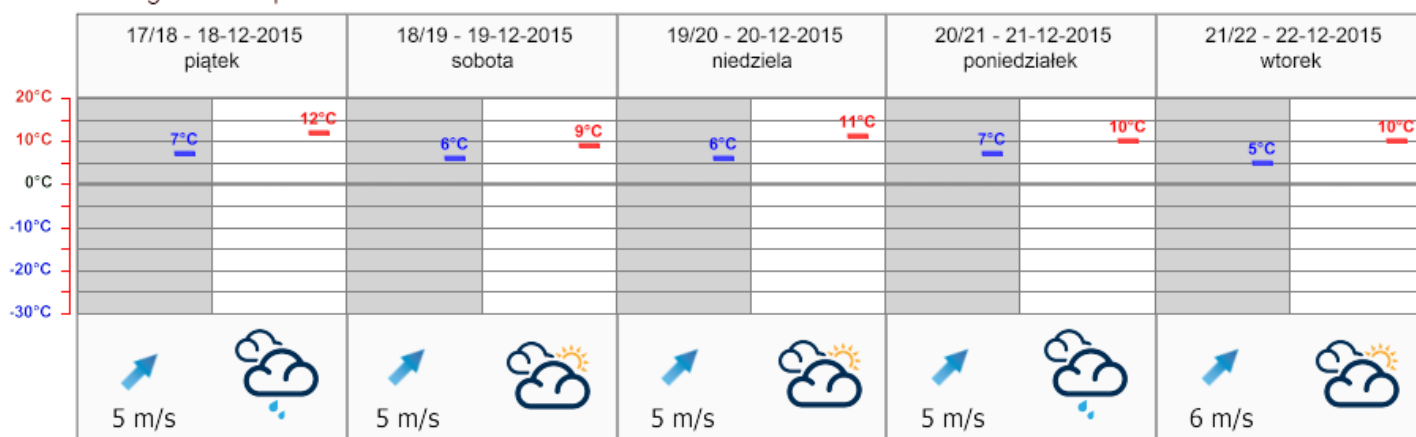 17/18 - 18-12-2015
piątek
18/19 - 19-12-2015
sobota
19/20 - 20-12-2015
niedziela
20/21 - 21-12-2015
poniedziałek
21/22 - 22-12-2015
wtorek
20°C
10°C
0°C
-10°C
-20°C
-30°C
7°C
12°C
6°C
9°C
6°C
11°C
7°C
10°C
5°C
10°C
5 m/s
5 m/s
5 m/s
5 m/s
6 m/s